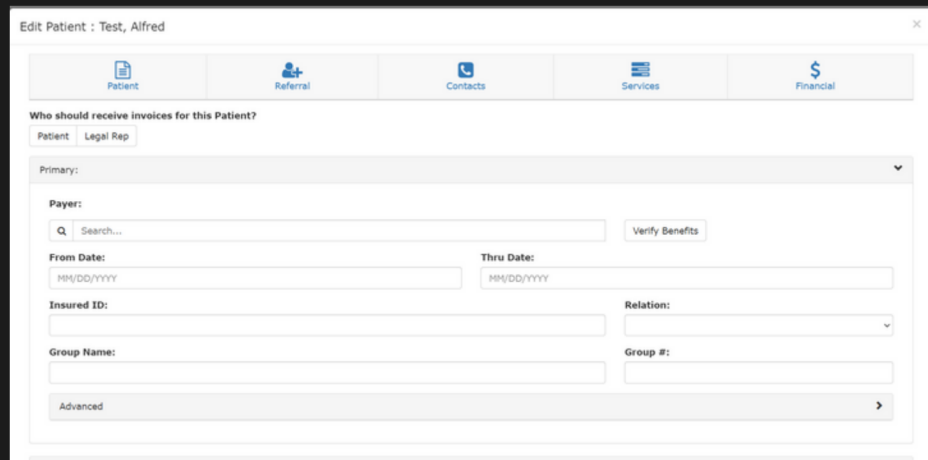 Edit Patient : Test, Alfred
×
Patient Referral Contacts Services Financial
Who should receive invoices for this Patient?
Patient Legal Rep
Primary:
Payer:
Search... Verify Benefits
From Date: Thru Date:
MM/DD/YYYY MM/DD/YYYY
Insured ID: Relation:
Group Name: Group #:
Advanced